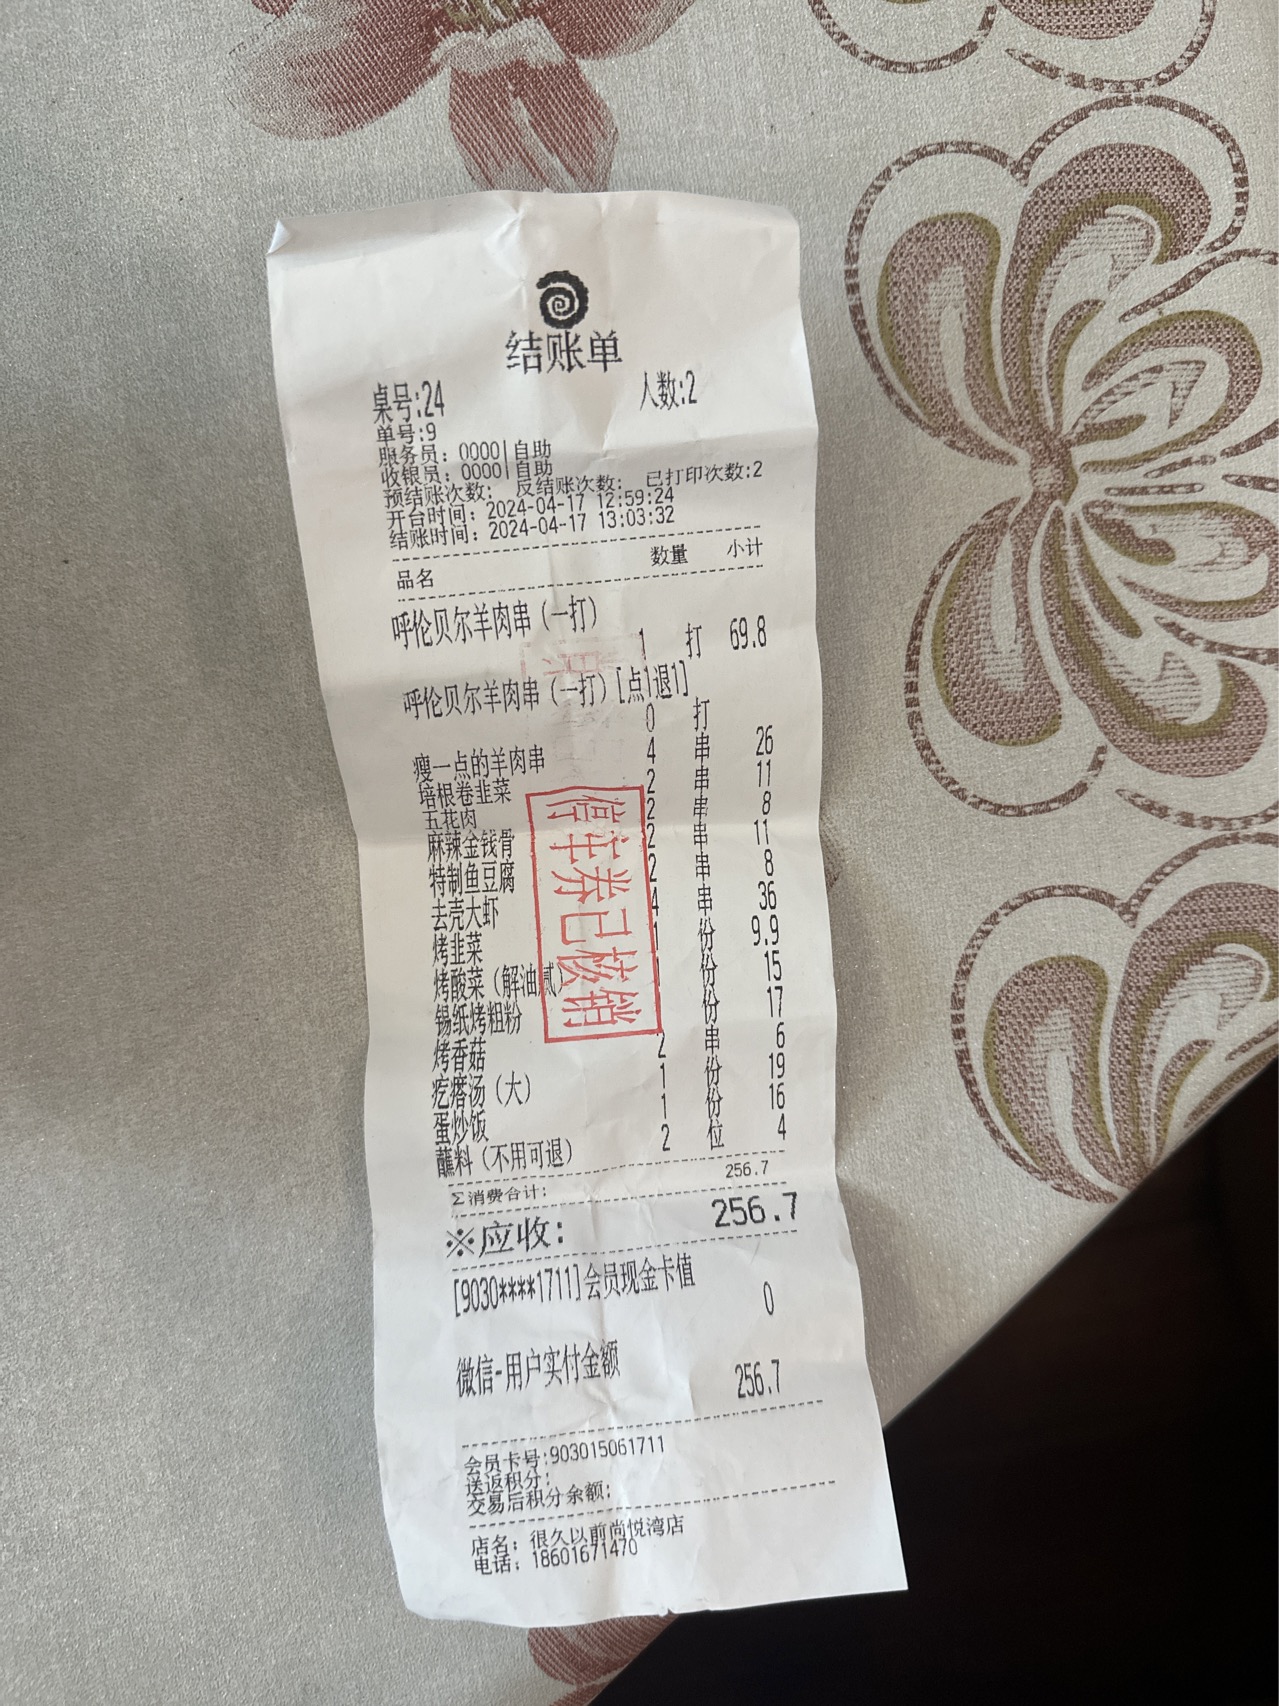 结账单
桌号:24 人数:2
单号:9
服务员: 0000|自助
收银员: 0000|自助
预结账次数: 反结账次数: 已打印次数:2
开台时间: 2024-04-17 12:59:24
结账时间: 2024-04-17 13:03:32
品名 数量 小计
呼伦贝尔羊肉串(一打)
1 打 69.8
呼伦贝尔羊肉串(一打)[点1退1]
0 打
瘦一点的羊肉串 4 串 26
培根卷韭菜 2 串 11
五花肉 2 串 8
麻辣金钱骨 2 串 11
特制鱼豆腐 2 串 8
去壳大虾 4 串 36
烤韭菜 1 份 9.9
烤酸菜(解油腻) 份 15
锡纸烤粗粉 份 17
烤香菇 2 串 6
疙瘩汤(大) 1 份 19
蛋炒饭 1 份 16
蘸料(不用可退) 2 位 4
停车券已核销
Σ消费合计: 256.7
※应收: 256.7
[9030****1711]会员现金卡值
0
微信-用户实付金额
256.7
会员卡号:903015061711
送返积分:
交易后积分余额:
店名: 很久以前尚悦湾店
电话: 18601671470